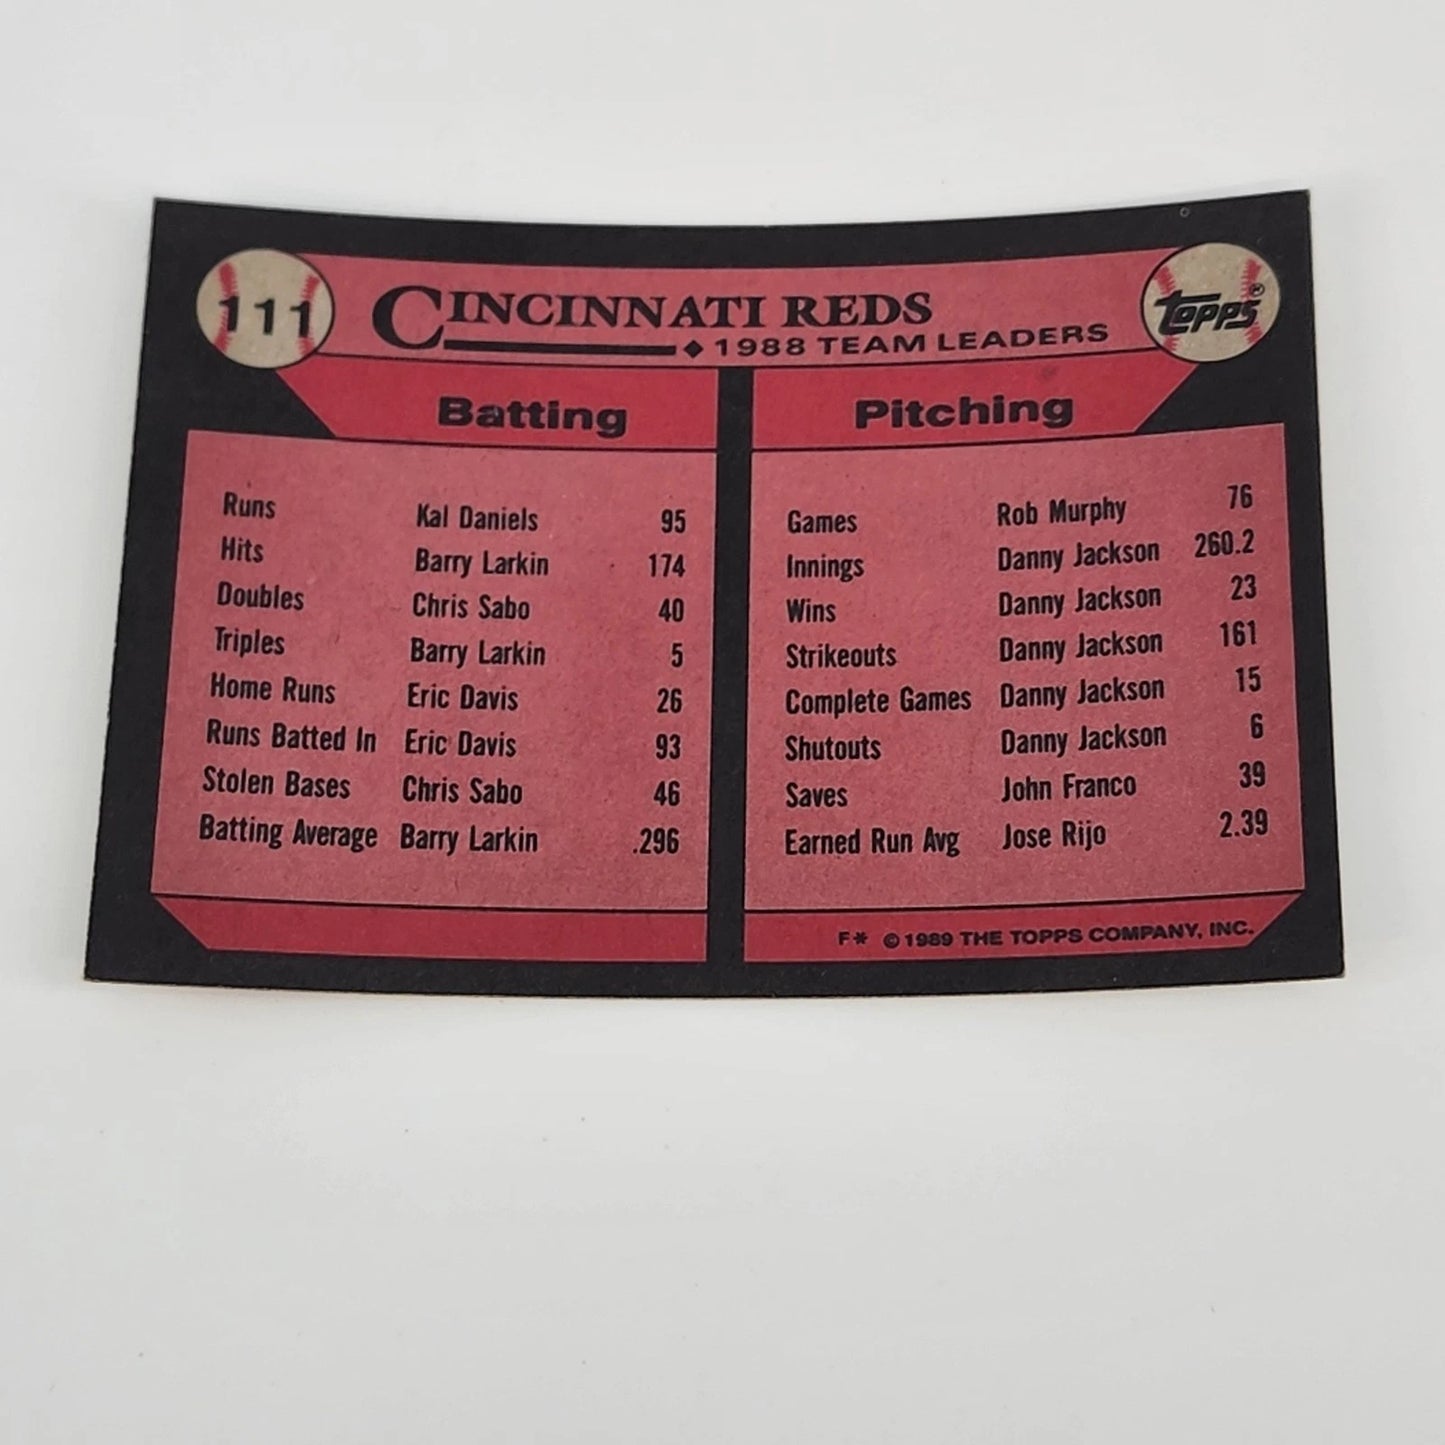 111
CINCINNATI REDS
◆ 1988 TEAM LEADERS
Topps®
Batting
Runs Kal Daniels 95
Hits Barry Larkin 174
Doubles Chris Sabo 40
Triples Barry Larkin 5
Home Runs Eric Davis 26
Runs Batted In Eric Davis 93
Stolen Bases Chris Sabo 46
Batting Average Barry Larkin .296
Pitching
Games Rob Murphy 76
Innings Danny Jackson 260.2
Wins Danny Jackson 23
Strikeouts Danny Jackson 161
Complete Games Danny Jackson 15
Shutouts Danny Jackson 6
Saves John Franco 39
Earned Run Avg Jose Rijo 2.39
F* © 1989 THE TOPPS COMPANY, INC.